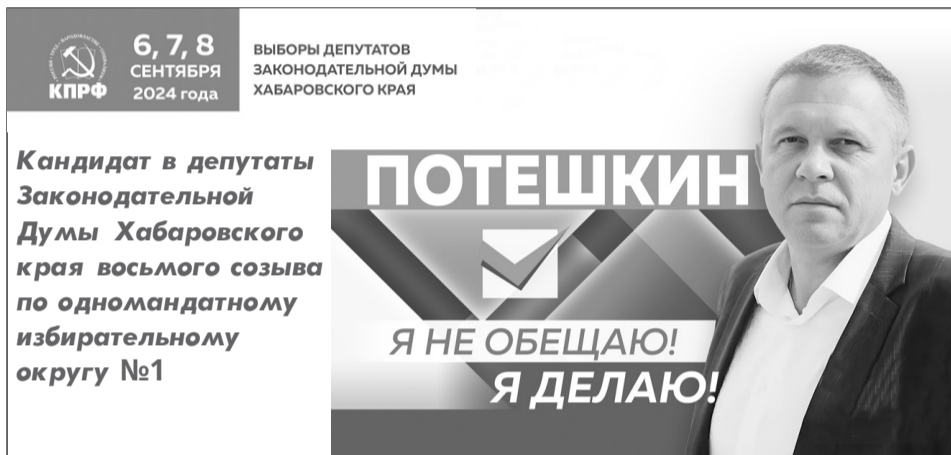 КПРФ
6, 7, 8
СЕНТЯБРЯ
2024 года
ВЫБОРЫ ДЕПУТАТОВ
ЗАКОНОДАТЕЛЬНОЙ ДУМЫ
ХАБАРОВСКОГО КРАЯ
Кандидат в депутаты
Законодательной
Думы Хабаровского
края восьмого созыва
по одномандатному
избирательному
округу №1
ПОТЕШКИН
Я НЕ ОБЕЩАЮ!
Я ДЕЛАЮ!